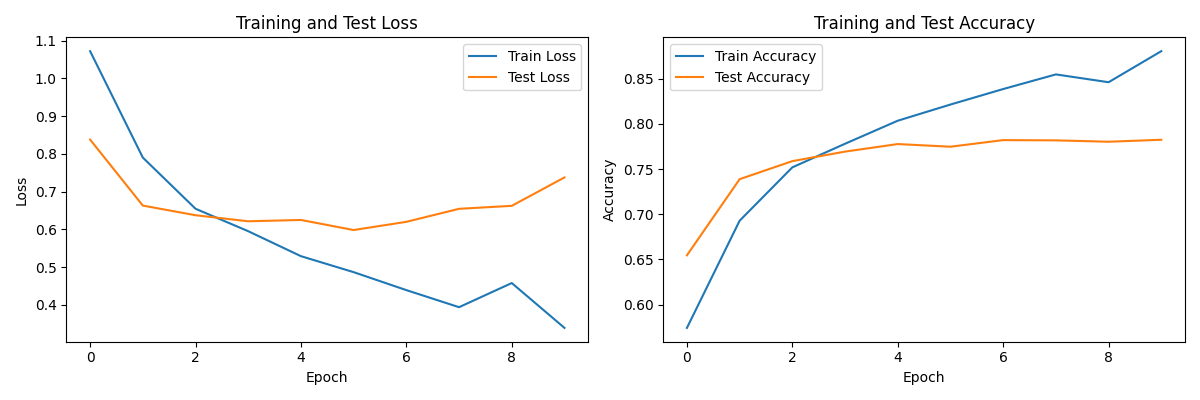 Training and Test Loss
1.1
1.0
0.9
0.8
0.7
0.6
0.5
0.4
Loss
Train Loss
Test Loss
0 2 4 6 8
Epoch
Training and Test Accuracy
0.85
0.80
0.75
0.70
0.65
0.60
Accuracy
Train Accuracy
Test Accuracy
0 2 4 6 8
Epoch